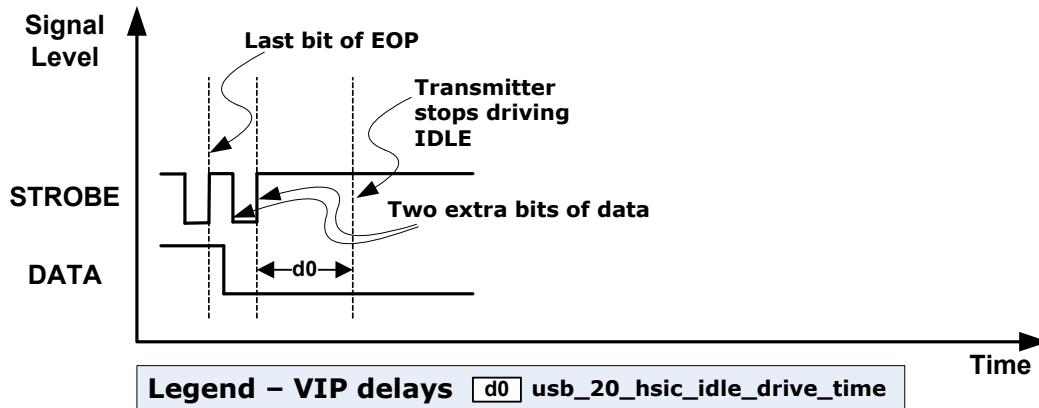 Signal
Level
Last bit of EOP
Transmitter
stops driving
IDLE
STROBE
Two extra bits of data
DATA
d0
Time
Legend – VIP delays d0 usb_20_hsic_idle_drive_time